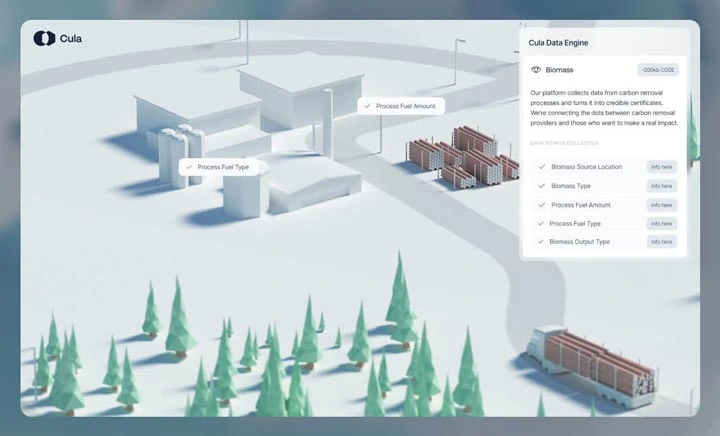 Cula
Cula Data Engine
Biomass
-200kg CO2E
Our platform collects data from carbon removal
processes and turns it into credible certificates.
We're connecting the dots between carbon removal
providers and those who want to make a real impact.
DATA POINTS COLLECTED
Biomass Source Location
info here
Biomass Type
info here
Process Fuel Amount
info here
Process Fuel Type
info here
Biomass Output Type
info here
Process Fuel Amount
Process Fuel Type